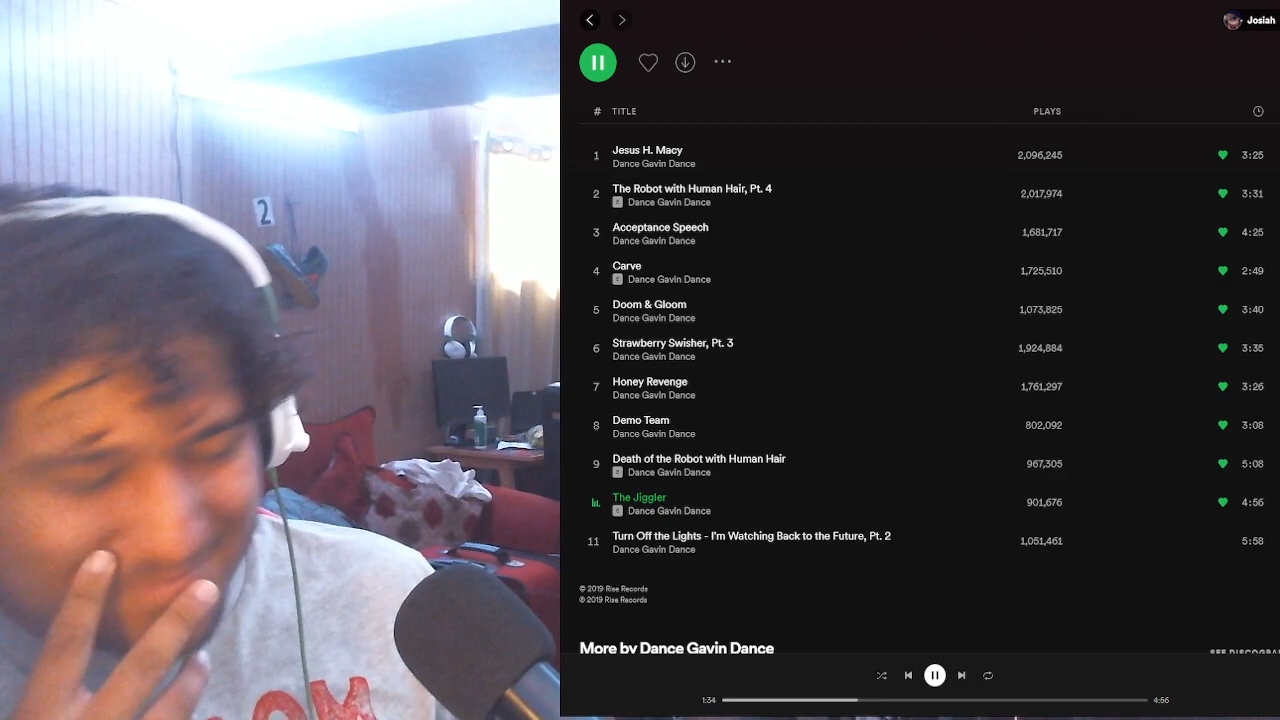 Josiah
# TITLE PLAYS
1 Jesus H. Macy 2,096,245 3:25
Dance Gavin Dance
2 The Robot with Human Hair, Pt. 4 2,017,974 3:31
E Dance Gavin Dance
3 Acceptance Speech 1,681,717 4:25
Dance Gavin Dance
4 Carve 1,725,510 2:49
E Dance Gavin Dance
5 Doom & Gloom 1,073,825 3:40
Dance Gavin Dance
6 Strawberry Swisher, Pt. 3 1,924,884 3:35
Dance Gavin Dance
7 Honey Revenge 1,761,297 3:26
Dance Gavin Dance
8 Demo Team 802,092 3:08
Dance Gavin Dance
9 Death of the Robot with Human Hair 967,305 5:08
E Dance Gavin Dance
The Jiggler 901,676 4:56
E Dance Gavin Dance
11 Turn Off the Lights - I'm Watching Back to the Future, Pt. 2 1,051,461 5:58
Dance Gavin Dance
© 2019 Rise Records
℗ 2019 Rise Records
More by Dance Gavin Dance SEE DISCOGRA
1:34 4:56
2